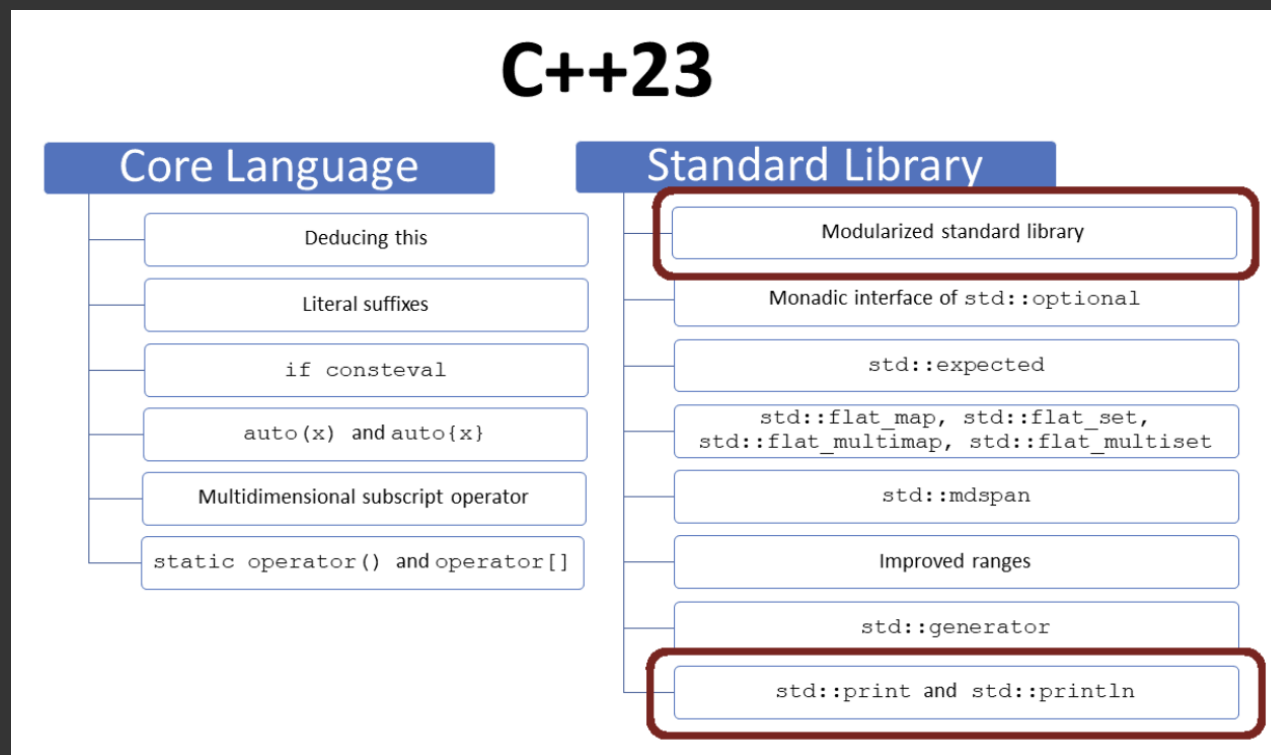 C++23
Core Language
Deducing this
Literal suffixes
if consteval
auto(x) and auto{x}
Multidimensional subscript operator
static operator() and operator[]
Standard Library
Modularized standard library
Monadic interface of std::optional
std::expected
std::flat_map, std::flat_set,
std::flat_multimap, std::flat_multiset
std::mdspan
Improved ranges
std::generator
std::print and std::println